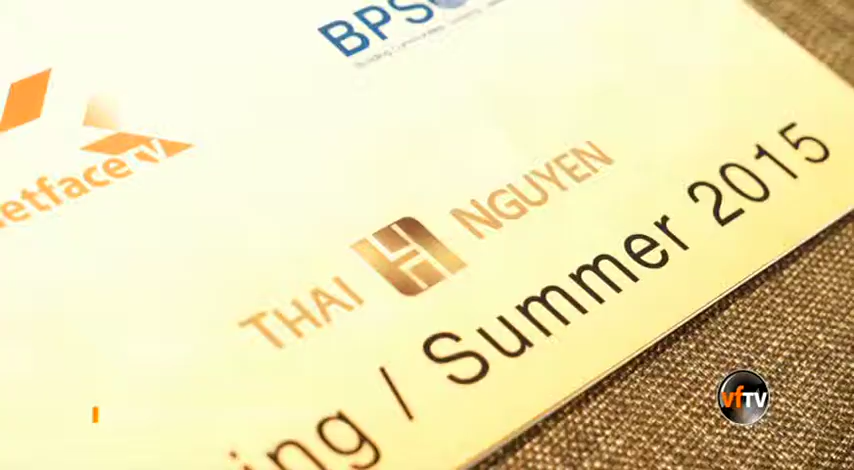 BPS
etface
THAI NGUYEN
ing / Summer 2015
vfTV